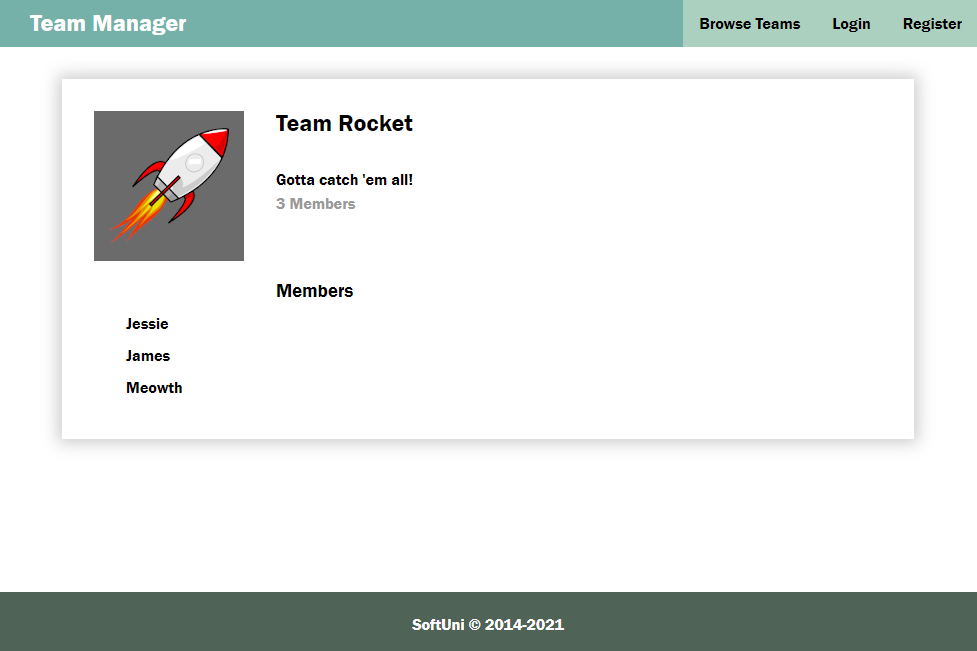 Team Manager
Browse Teams
Login
Register
Team Rocket
Gotta catch 'em all!
3 Members
Members
Jessie
James
Meowth
SoftUni © 2014-2021